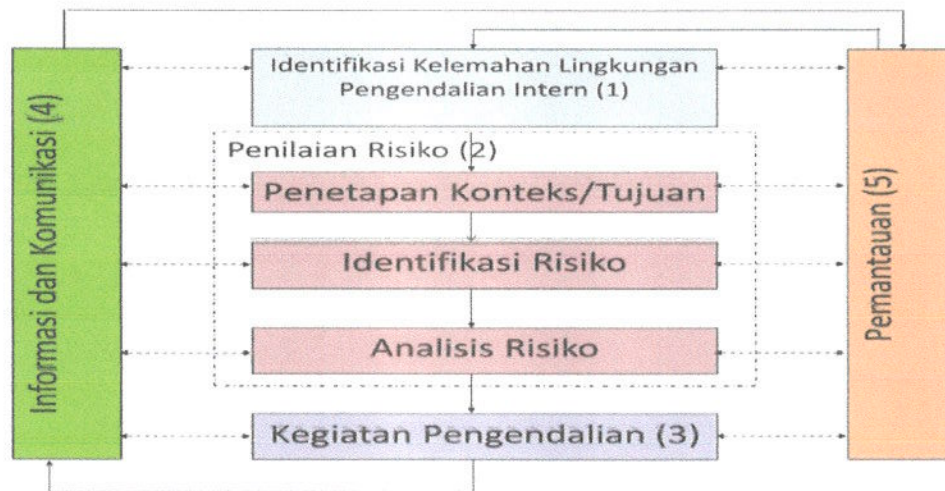 Informasi dan Komunikasi (4)
Identifikasi Kelemahan Lingkungan
Pengendalian Intern (1)
Penilaian Risiko (2)
Penetapan Konteks/Tujuan
Identifikasi Risiko
Analisis Risiko
Kegiatan Pengendalian (3)
Pemantauan (5)